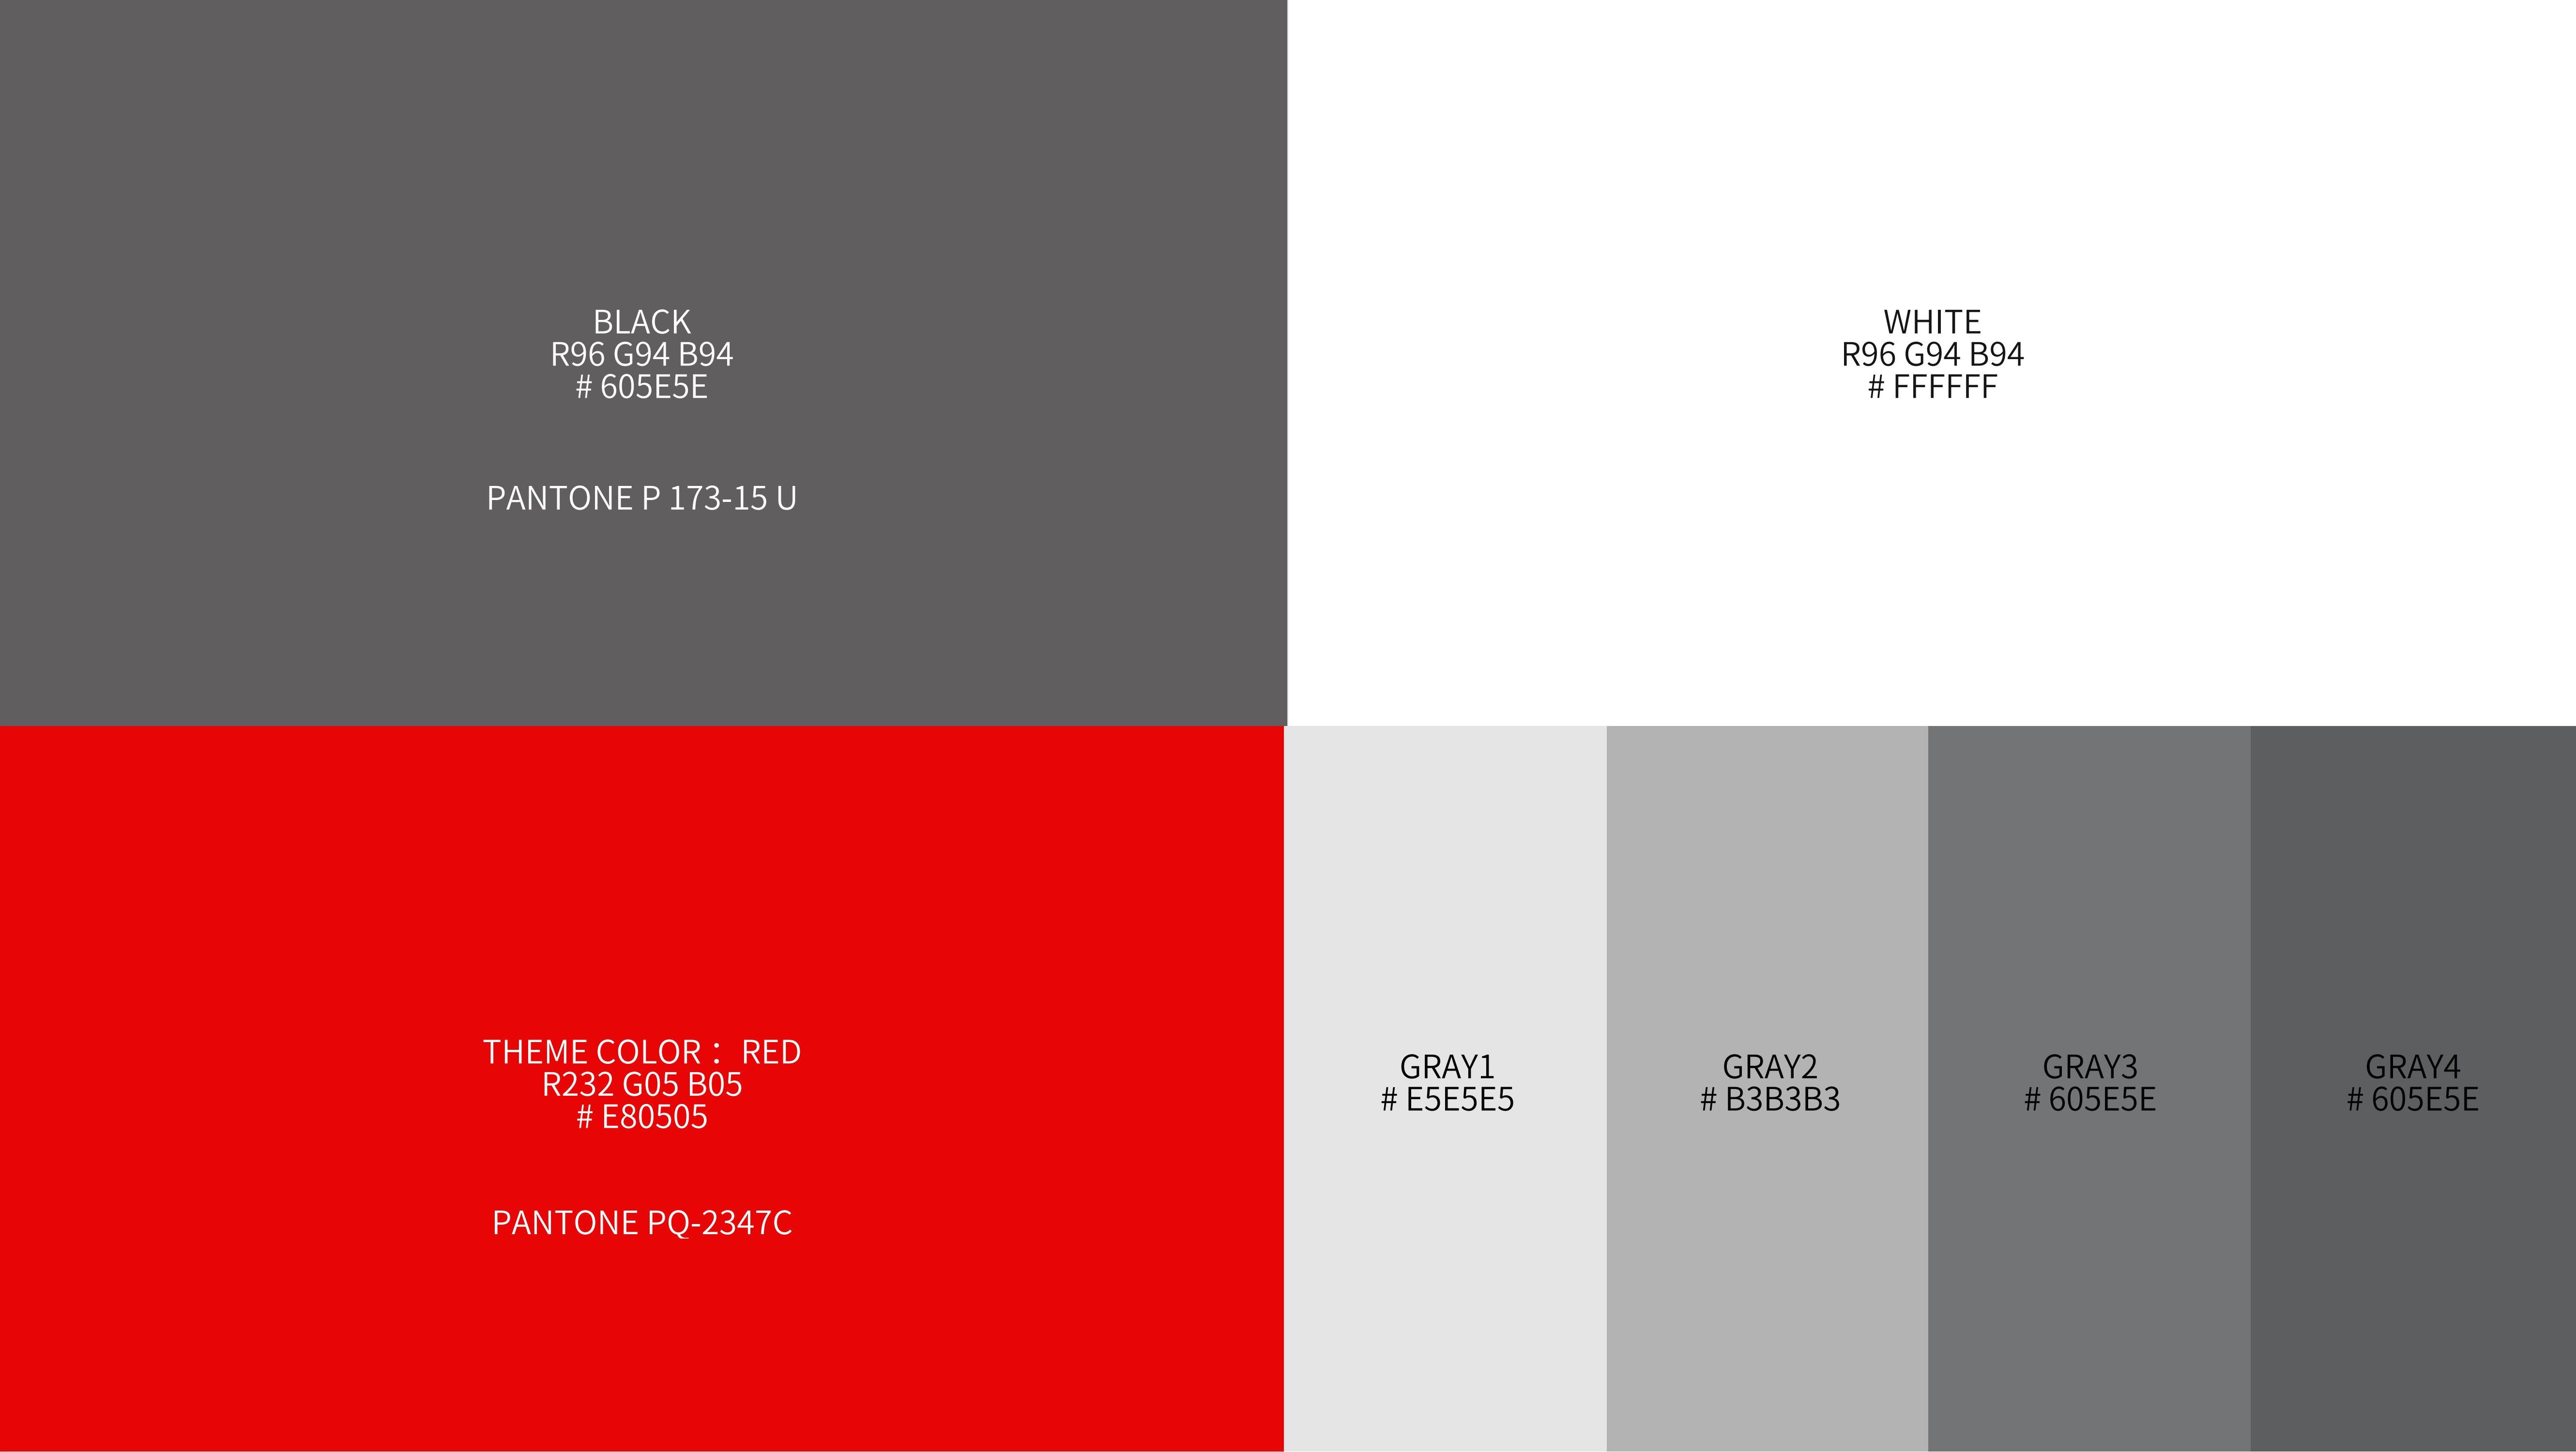 BLACK
R96 G94 B94
# 605E5E
PANTONE P 173-15 U
WHITE
R96 G94 B94
# FFFFFF
THEME COLOR： RED
R232 G05 B05
# E80505
PANTONE PQ-2347C
GRAY1
# E5E5E5
GRAY2
# B3B3B3
GRAY3
# 605E5E
GRAY4
# 605E5E